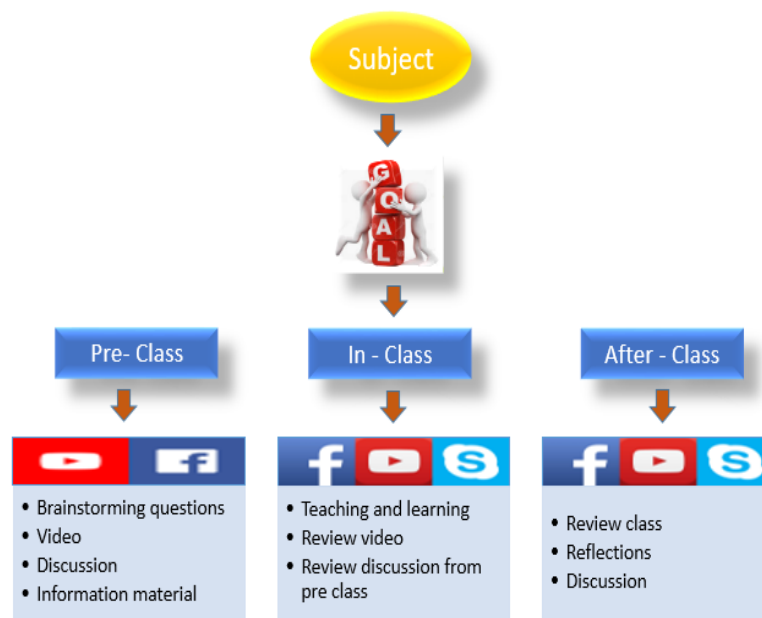 Subject
G
O
A
L
Pre- Class
In - Class
After - Class
f
f
S
f
S
• Brainstorming questions
• Video
• Discussion
• Information material
• Teaching and learning
• Review video
• Review discussion from
pre class
• Review class
• Reflections
• Discussion